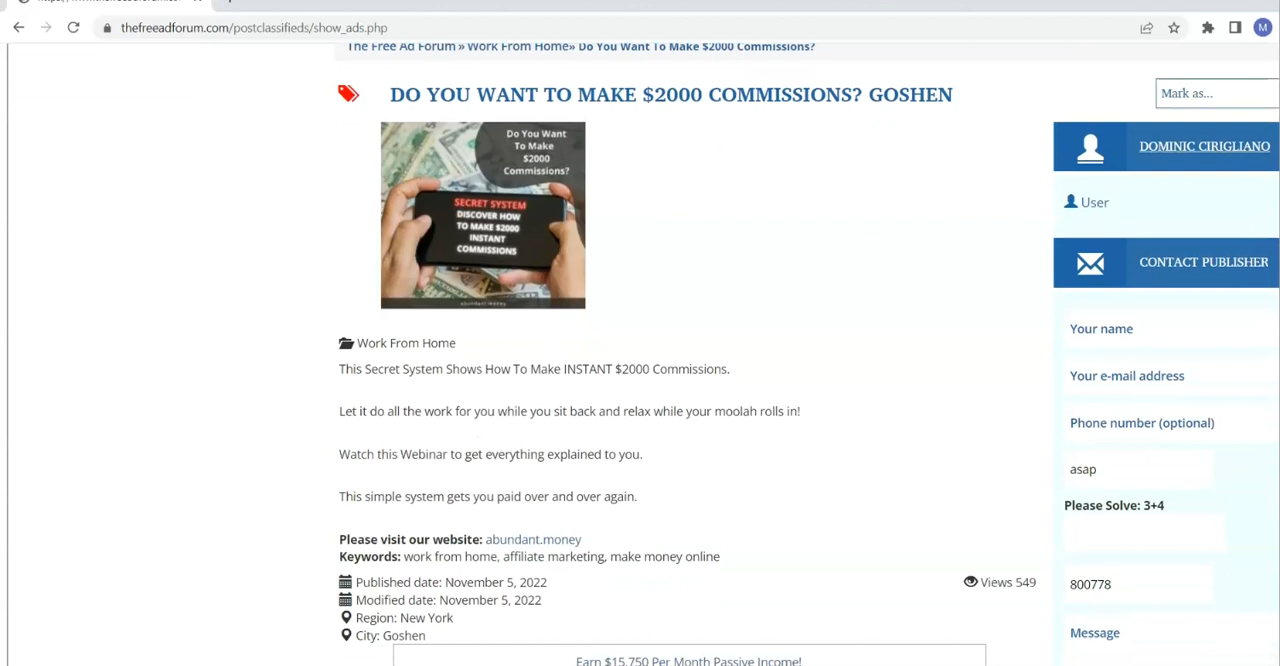 thefreeadforum.com/postclassifieds/show_ads.php
M
The Free Ad Forum » Work From Home» Do You Want To Make $2000 Commissions?
DO YOU WANT TO MAKE $2000 COMMISSIONS? GOSHEN
Mark as...
Do You Want
To Make
$2000
Commissions?
SECRET SYSTEM
DISCOVER HOW
TO MAKE $2000
INSTANT
COMMISSIONS
abundant.money
DOMINIC CIRIGLIANO
User
CONTACT PUBLISHER
Your name
Your e-mail address
Phone number (optional)
asap
Please Solve: 3+4
800778
Message
Work From Home
This Secret System Shows How To Make INSTANT $2000 Commissions.
Let it do all the work for you while you sit back and relax while your moolah rolls in!
Watch this Webinar to get everything explained to you.
This simple system gets you paid over and over again.
Please visit our website: abundant.money
Keywords: work from home, affiliate marketing, make money online
Published date: November 5, 2022
Views 549
Modified date: November 5, 2022
Region: New York
City: Goshen
Earn $15,750 Per Month Passive Income!